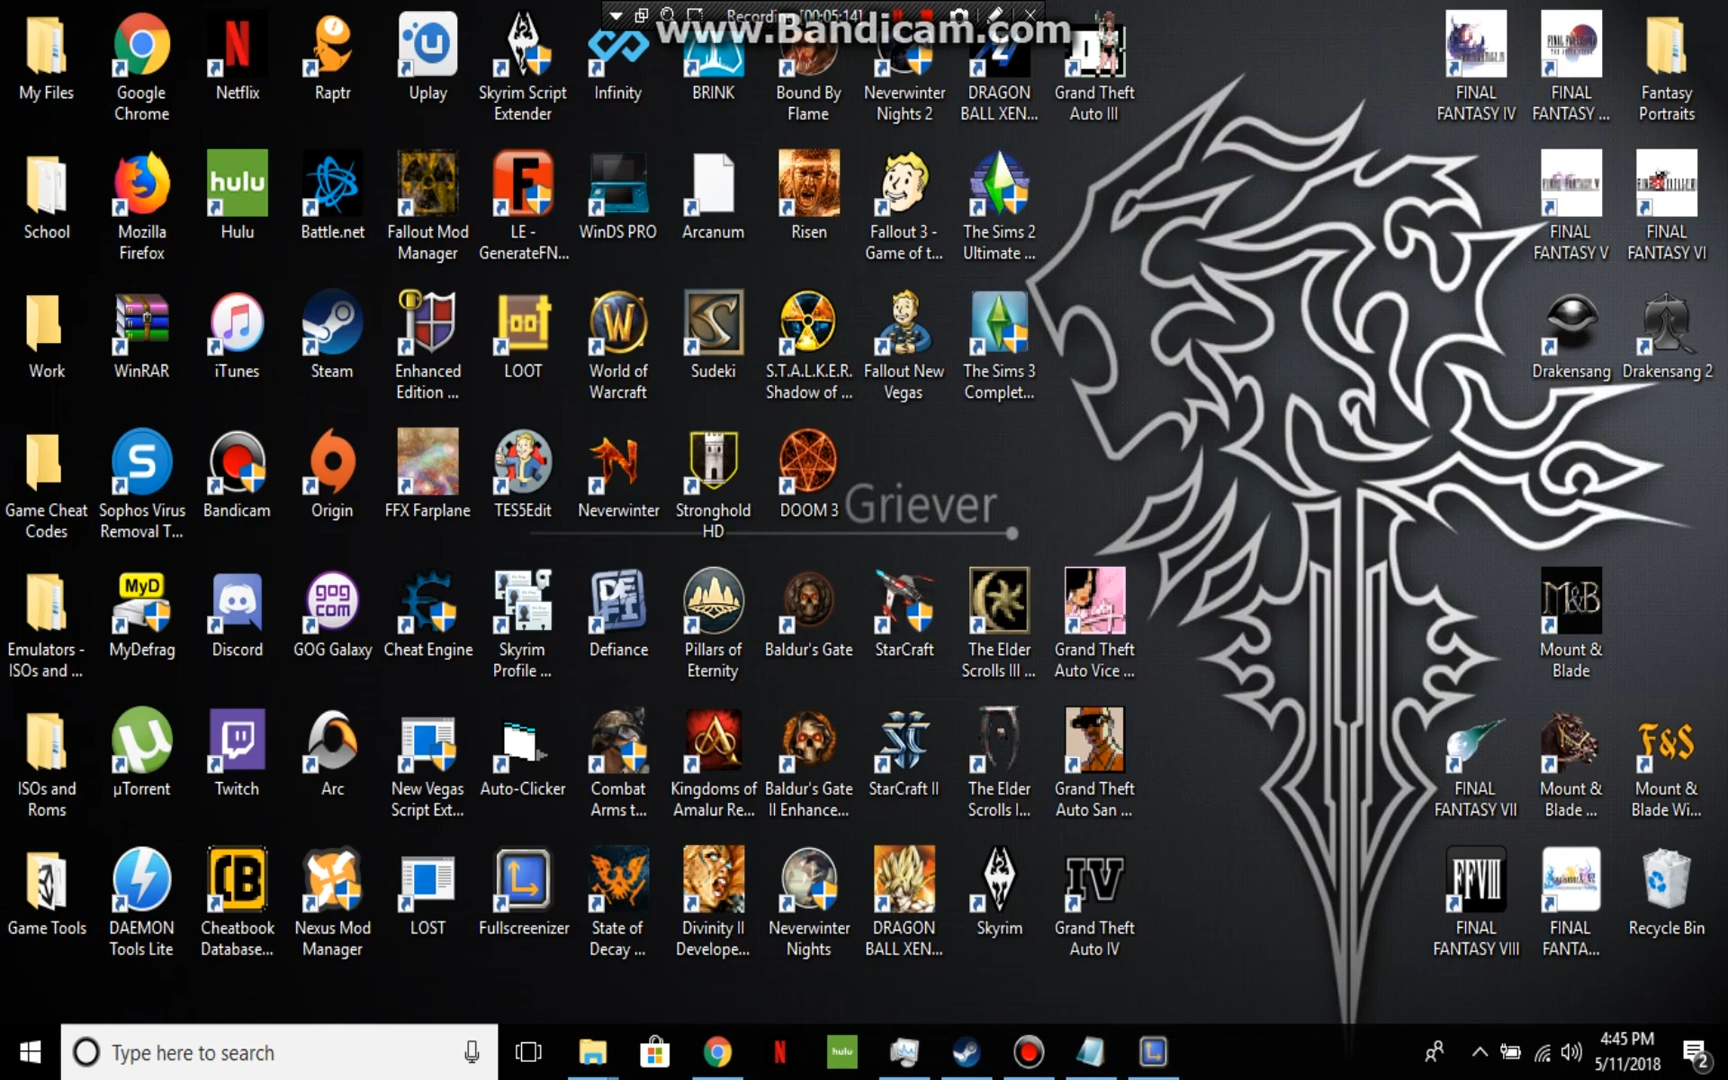 Recording [00:05:14]
www.Bandicam.com
My Files
Google
Chrome
Netflix
Raptr
Uplay
Skyrim Script
Extender
Infinity
BRINK
Bound By
Flame
Neverwinter
Nights 2
DRAGON
BALL XEN...
Grand Theft
Auto III
FINAL
FANTASY IV
FINAL
FANTASY ...
Fantasy
Portraits
School
Mozilla
Firefox
hulu
Hulu
Battle.net
Fallout Mod
Manager
LE -
GenerateFN...
WinDS PRO
Arcanum
Risen
Fallout 3 -
Game of t...
The Sims 2
Ultimate ...
FINAL
FANTASY V
FINAL
FANTASY VI
Work
WinRAR
iTunes
Steam
Enhanced
Edition ...
loot
LOOT
World of
Warcraft
Sudeki
S.T.A.L.K.E.R.
Shadow of ...
Fallout New
Vegas
The Sims 3
Complet...
Drakensang
Drakensang 2
Game Cheat
Codes
Sophos Virus
Removal T...
Bandicam
Origin
FFX Farplane
TES5Edit
Neverwinter
Stronghold
HD
DOOM 3
Griever
Emulators -
ISOs and ...
MyD
MyDefrag
Discord
gog
com
GOG Galaxy
Cheat Engine
Skyrim
Profile ...
DEFI
Defiance
Pillars of
Eternity
Baldur's Gate
StarCraft
The Elder
Scrolls III ...
Grand Theft
Auto Vice ...
M&B
Mount &
Blade
ISOs and
Roms
µTorrent
Twitch
Arc
New Vegas
Script Ext...
Auto-Clicker
Combat
Arms t...
Kingdoms of
Amalur Re...
Baldur's Gate
II Enhance...
StarCraft II
The Elder
Scrolls I...
Grand Theft
Auto San ...
FINAL
FANTASY VII
Mount &
Blade ...
F&S
Mount &
Blade Wi...
Game Tools
DAEMON
Tools Lite
CB
Cheatbook
Database...
Nexus Mod
Manager
LOST
Fullscreenizer
State of
Decay ...
Divinity II
Develope...
Neverwinter
Nights
DRAGON
BALL XEN...
Skyrim
IV
Grand Theft
Auto IV
FFVIII
FINAL
FANTASY VIII
FINAL
FANTA...
Recycle Bin
Type here to search
hulu
4:45 PM
5/11/2018
2